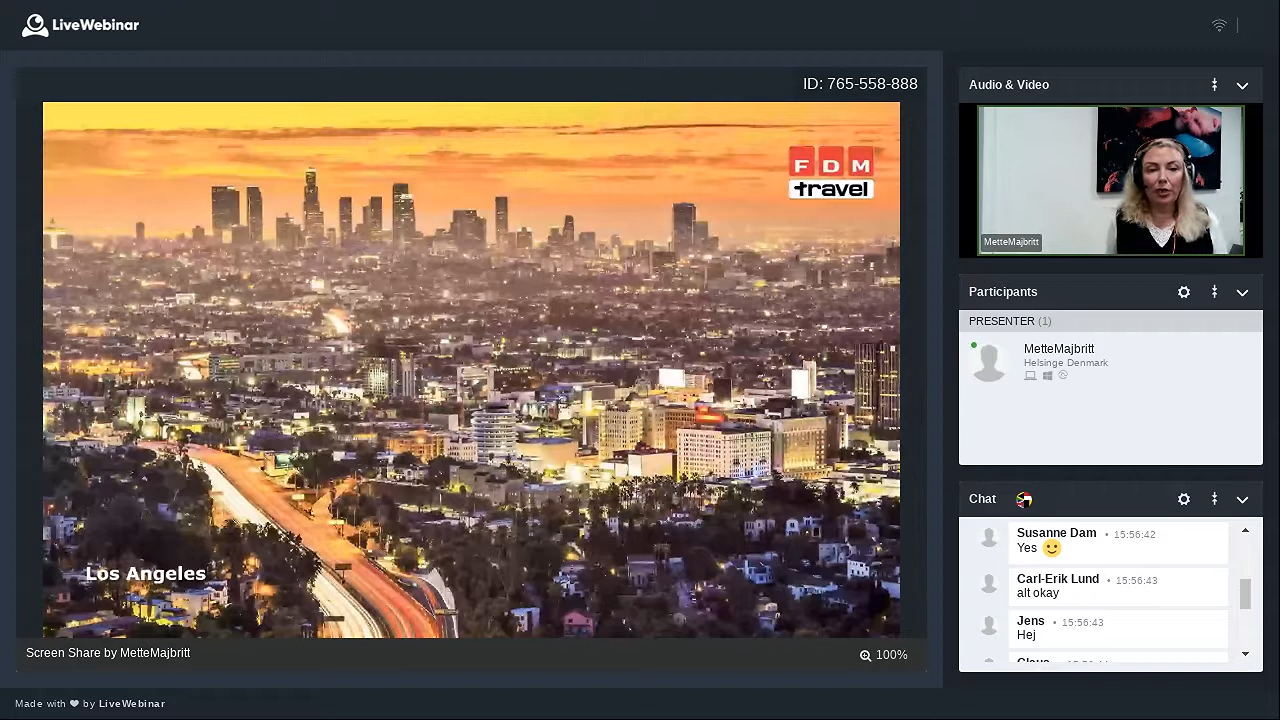 LiveWebinar
ID: 765-558-888
FDM
travel
Los Angeles
Screen Share by MetteMajbritt
100%
Audio & Video
MetteMajbritt
Participants
PRESENTER (1)
MetteMajbritt
Helsinge Denmark
Chat
Susanne Dam • 15:56:42
Yes
Carl-Erik Lund • 15:56:43
alt okay
Jens • 15:56:43
Hej
Made with ❤ by LiveWebinar